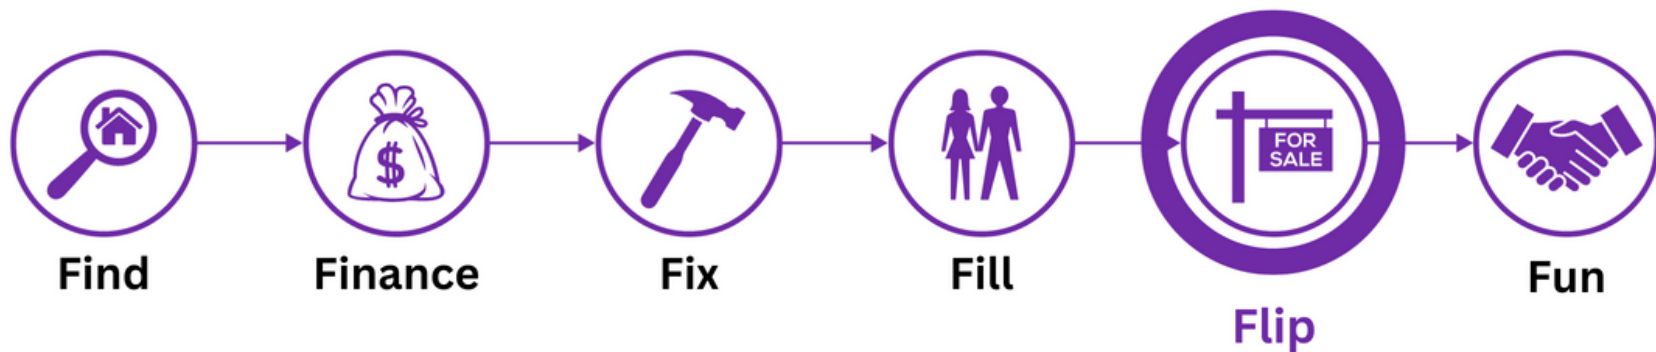 $
FOR
SALE
Find
Finance
Fix
Fill
Flip
Fun